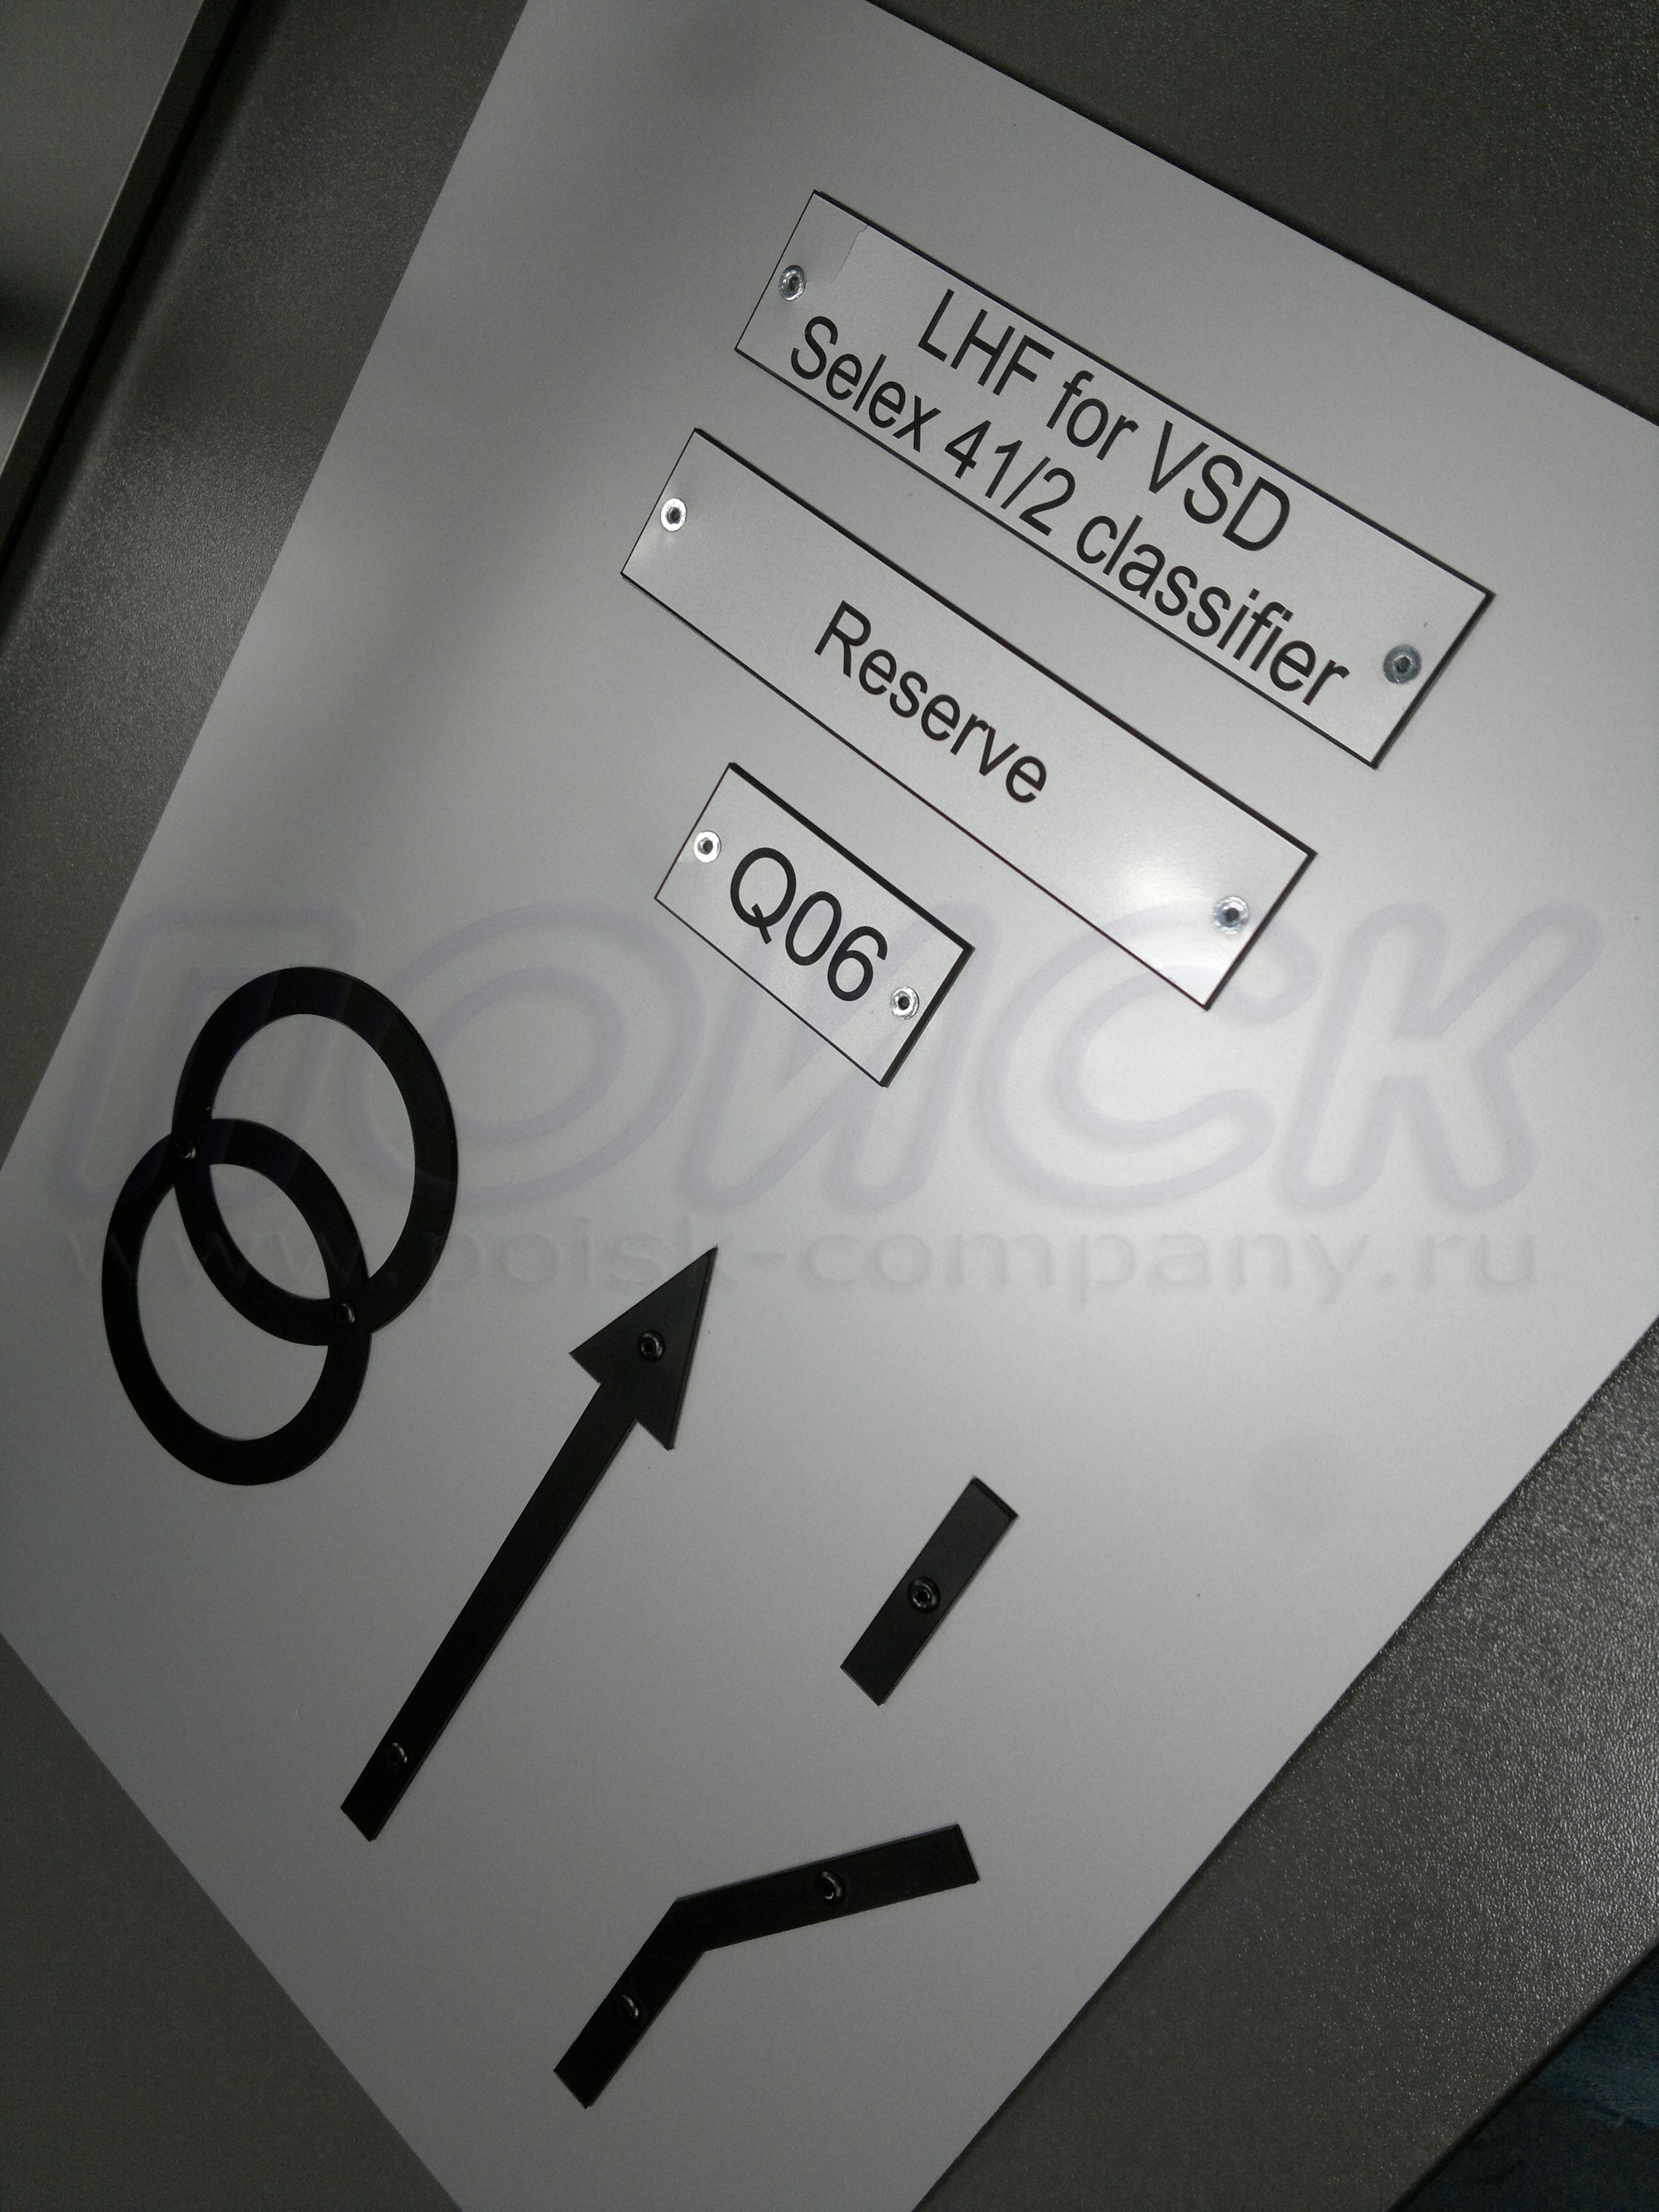 LHF for VSD
Selex 41/2 classifier
Reserve
Q06
ПОИСК
www.poisk-company.ru